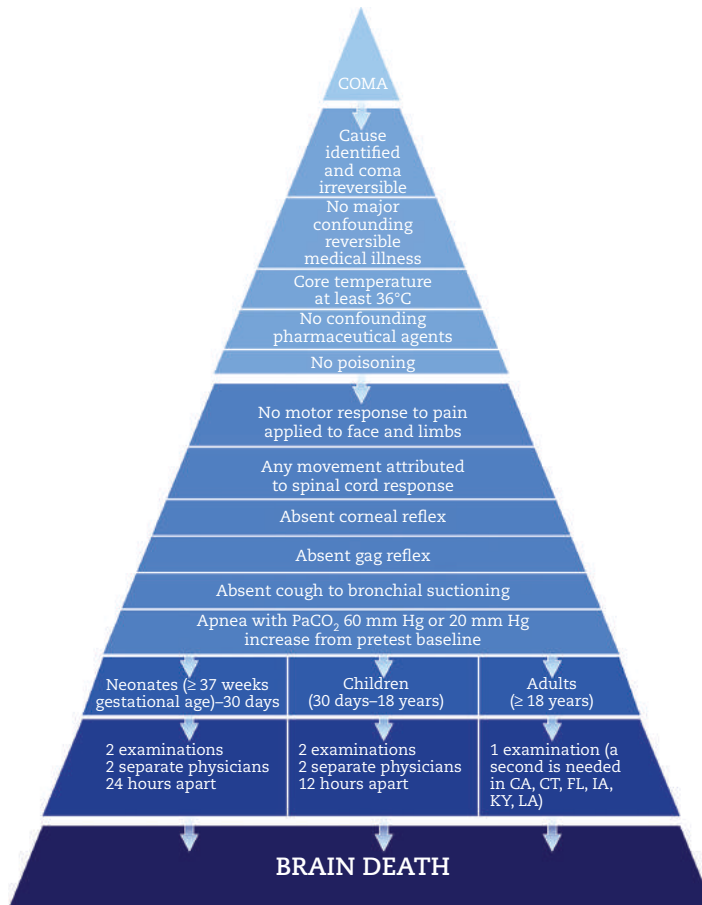 COMA
Cause
identified
and coma
irreversible
No major
confounding
reversible
medical illness
Core temperature
at least 36°C
No confounding
pharmaceutical agents
No poisoning
No motor response to pain
applied to face and limbs
Any movement attributed
to spinal cord response
Absent corneal reflex
Absent gag reflex
Absent cough to bronchial suctioning
Apnea with PaCO₂ 60 mm Hg or 20 mm Hg
increase from pretest baseline
Neonates (≥ 37 weeks
gestational age)–30 days
Children
(30 days–18 years)
Adults
(≥ 18 years)
2 examinations
2 separate physicians
24 hours apart
2 examinations
2 separate physicians
12 hours apart
1 examination (a
second is needed
in CA, CT, FL, IA,
KY, LA)
BRAIN DEATH